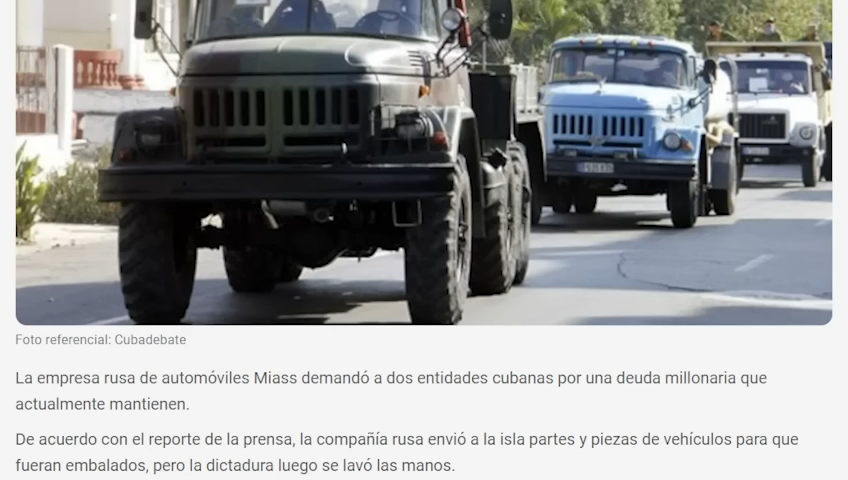 Foto referencial: Cubadebate
La empresa rusa de automóviles Miass demandó a dos entidades cubanas por una deuda millonaria que
actualmente mantienen.
De acuerdo con el reporte de la prensa, la compañía rusa envió a la isla partes y piezas de vehículos para que
fueran embalados, pero la dictadura luego se lavó las manos.